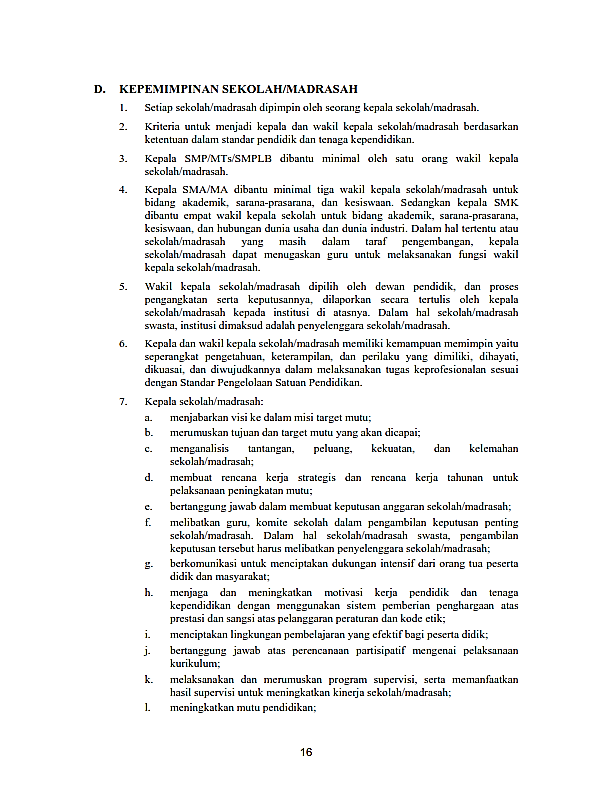 D. KEPEMIMPINAN SEKOLAH/MADRASAH
1. Setiap sekolah/madrasah dipimpin oleh seorang kepala sekolah/madrasah.
2. Kriteria untuk menjadi kepala dan wakil kepala sekolah/madrasah berdasarkan
ketentuan dalam standar pendidik dan tenaga kependidikan.
3. Kepala SMP/MTs/SMPLB dibantu minimal oleh satu orang wakil kepala
sekolah/madrasah.
4. Kepala SMA/MA dibantu minimal tiga wakil kepala sekolah/madrasah untuk
bidang akademik, sarana-prasarana, dan kesiswaan. Sedangkan kepala SMK
dibantu empat wakil kepala sekolah untuk bidang akademik, sarana-prasarana,
kesiswaan, dan hubungan dunia usaha dan dunia industri. Dalam hal tertentu atau
sekolah/madrasah yang masih dalam taraf pengembangan, kepala
sekolah/madrasah dapat menugaskan guru untuk melaksanakan fungsi wakil
kepala sekolah/madrasah.
5. Wakil kepala sekolah/madrasah dipilih oleh dewan pendidik, dan proses
pengangkatan serta keputusannya, dilaporkan secara tertulis oleh kepala
sekolah/madrasah kepada institusi di atasnya. Dalam hal sekolah/madrasah
swasta, institusi dimaksud adalah penyelenggara sekolah/madrasah.
6. Kepala dan wakil kepala sekolah/madrasah memiliki kemampuan memimpin yaitu
seperangkat pengetahuan, keterampilan, dan perilaku yang dimiliki, dihayati,
dikuasai, dan diwujudkannya dalam melaksanakan tugas keprofesionalan sesuai
dengan Standar Pengelolaan Satuan Pendidikan.
7. Kepala sekolah/madrasah:
a. menjabarkan visi ke dalam misi target mutu;
b. merumuskan tujuan dan target mutu yang akan dicapai;
c. menganalisis tantangan, peluang, kekuatan, dan kelemahan
sekolah/madrasah;
d. membuat rencana kerja strategis dan rencana kerja tahunan untuk
pelaksanaan peningkatan mutu;
e. bertanggung jawab dalam membuat keputusan anggaran sekolah/madrasah;
f. melibatkan guru, komite sekolah dalam pengambilan keputusan penting
sekolah/madrasah. Dalam hal sekolah/madrasah swasta, pengambilan
keputusan tersebut harus melibatkan penyelenggara sekolah/madrasah;
g. berkomunikasi untuk menciptakan dukungan intensif dari orang tua peserta
didik dan masyarakat;
h. menjaga dan meningkatkan motivasi kerja pendidik dan tenaga
kependidikan dengan menggunakan sistem pemberian penghargaan atas
prestasi dan sangsi atas pelanggaran peraturan dan kode etik;
i. menciptakan lingkungan pembelajaran yang efektif bagi peserta didik;
j. bertanggung jawab atas perencanaan partisipatif mengenai pelaksanaan
kurikulum;
k. melaksanakan dan merumuskan program supervisi, serta memanfaatkan
hasil supervisi untuk meningkatkan kinerja sekolah/madrasah;
l. meningkatkan mutu pendidikan;
16